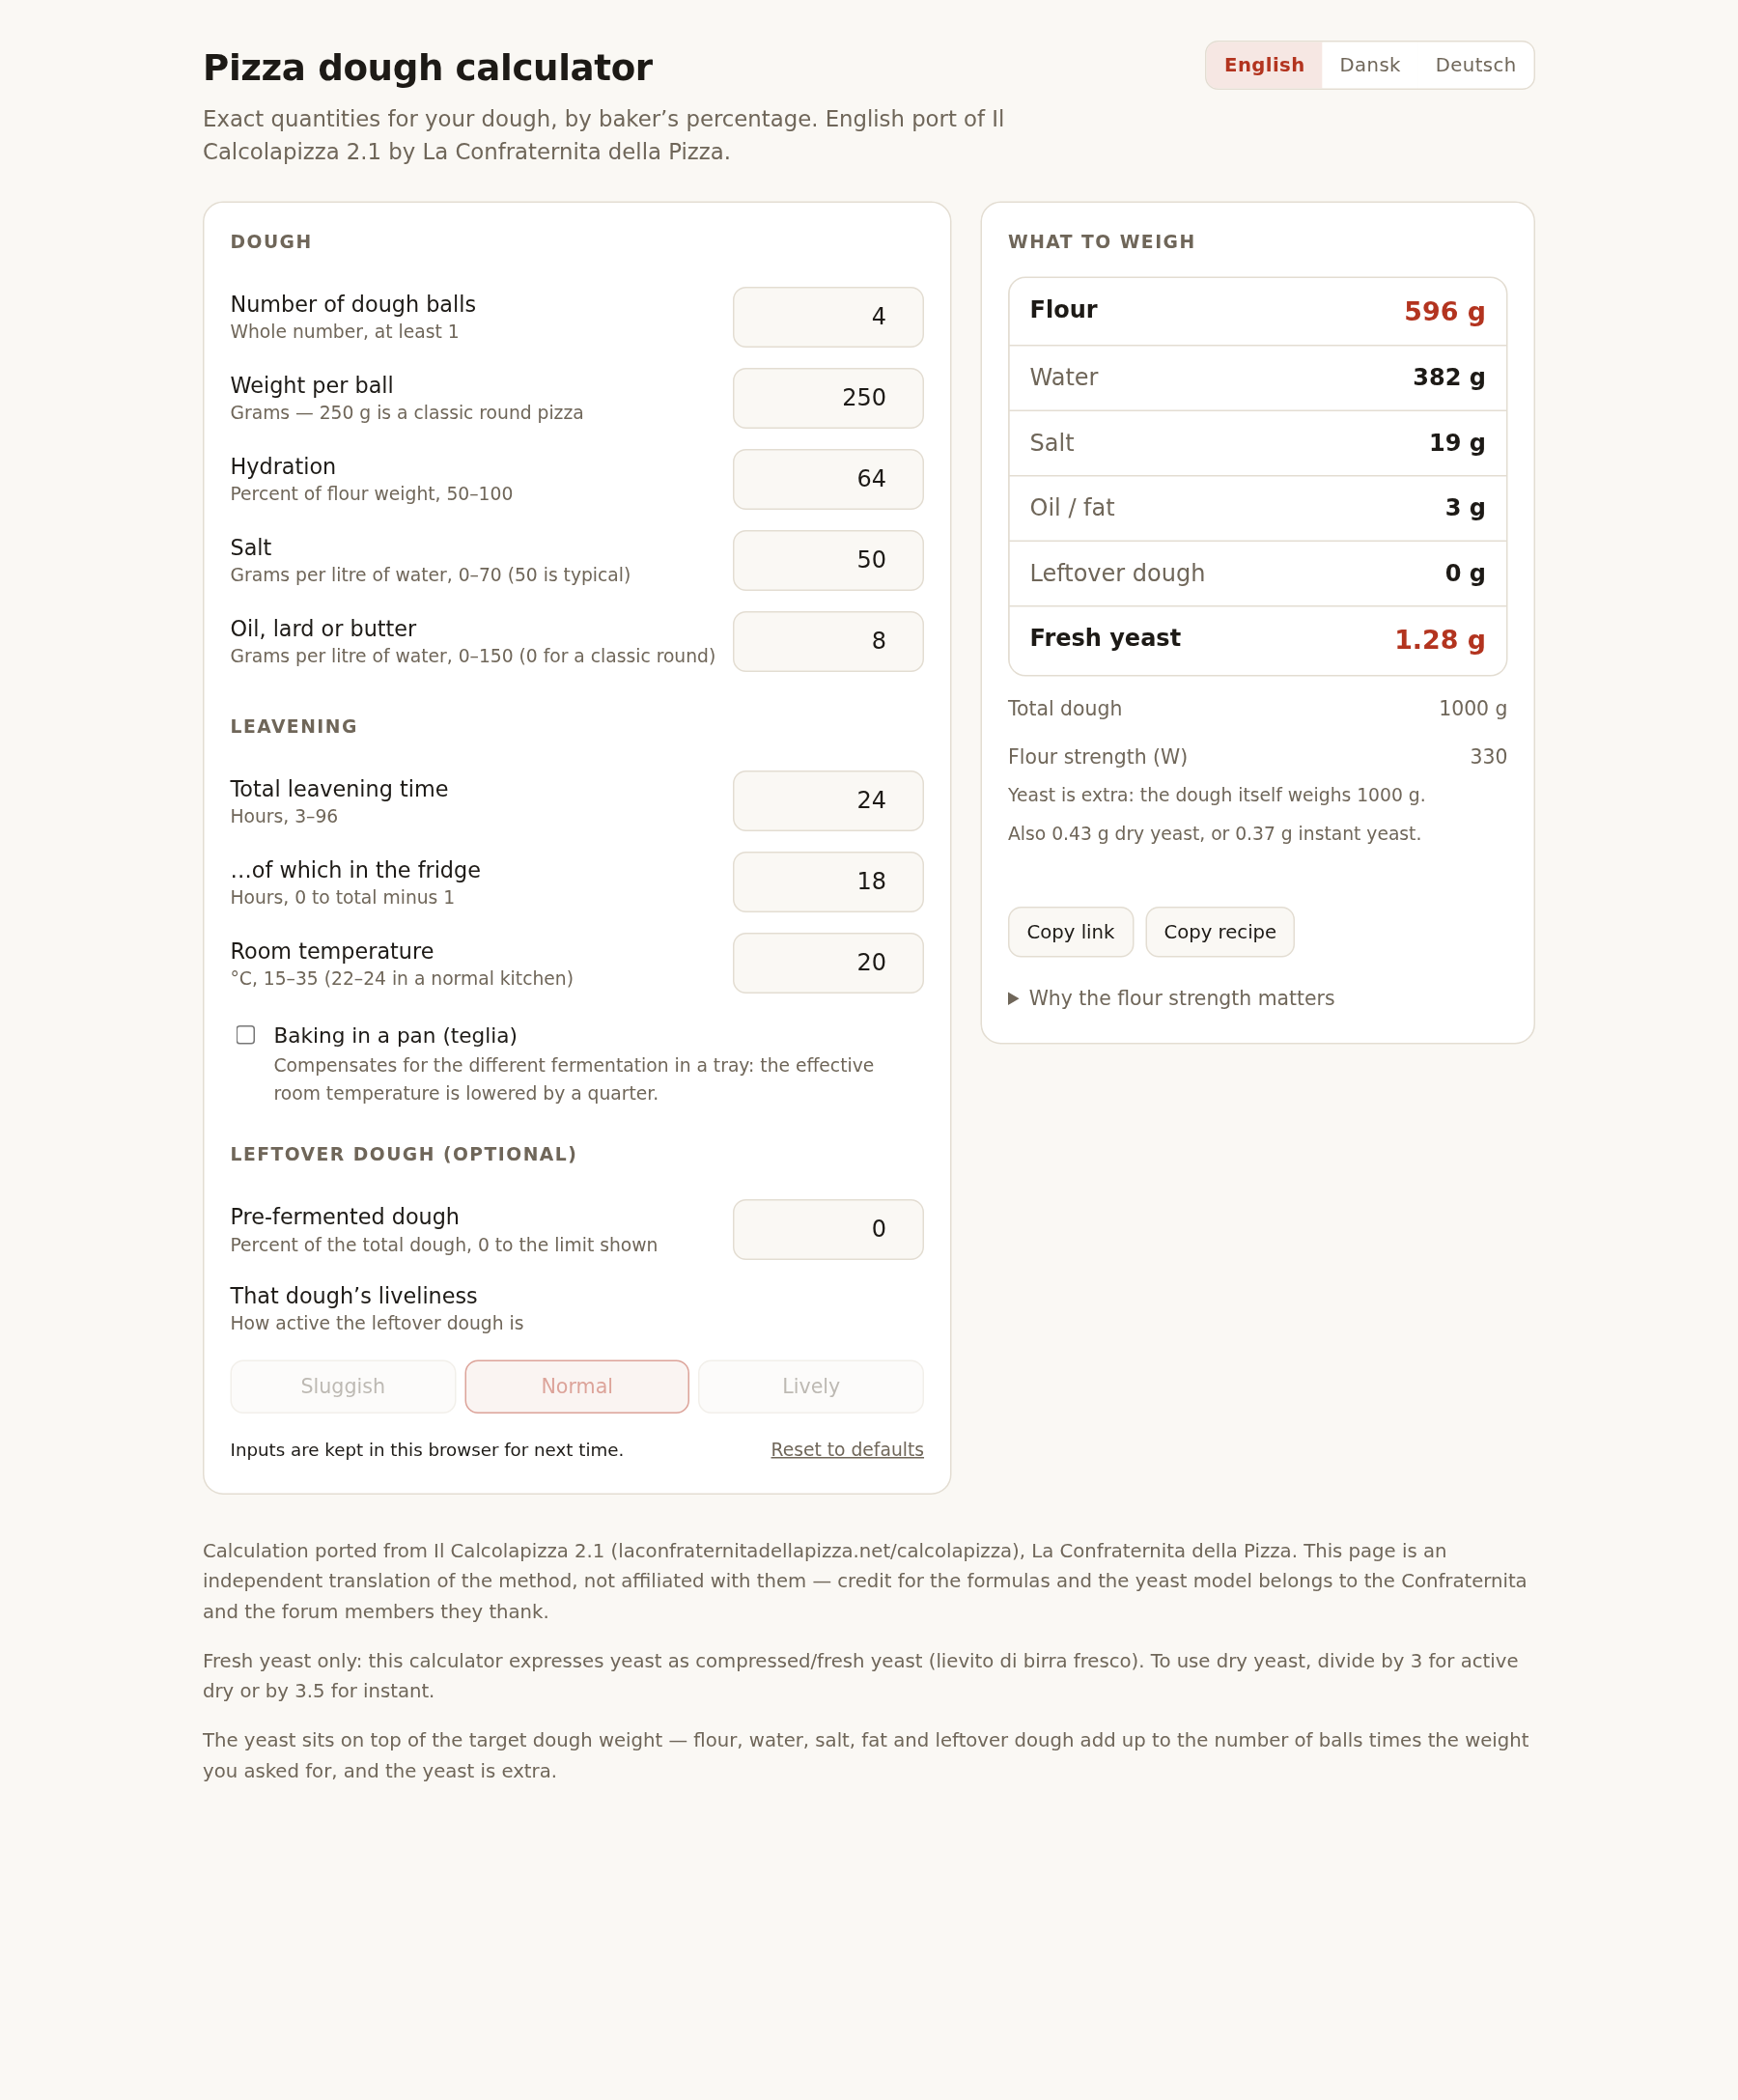 Pizza dough calculator
English Dansk Deutsch
Exact quantities for your dough, by baker’s percentage. English port of Il
Calcolapizza 2.1 by La Confraternita della Pizza.
DOUGH
Number of dough balls
Whole number, at least 1
4
Weight per ball
Grams — 250 g is a classic round pizza
250
Hydration
Percent of flour weight, 50–100
64
Salt
Grams per litre of water, 0–70 (50 is typical)
50
Oil, lard or butter
Grams per litre of water, 0–150 (0 for a classic round)
8
LEAVENING
Total leavening time
Hours, 3–96
24
…of which in the fridge
Hours, 0 to total minus 1
18
Room temperature
°C, 15–35 (22–24 in a normal kitchen)
20
Baking in a pan (teglia)
Compensates for the different fermentation in a tray: the effective
room temperature is lowered by a quarter.
LEFTOVER DOUGH (OPTIONAL)
Pre-fermented dough
Percent of the total dough, 0 to the limit shown
0
That dough’s liveliness
How active the leftover dough is
Sluggish Normal Lively
Inputs are kept in this browser for next time. Reset to defaults
WHAT TO WEIGH
Flour 596 g
Water 382 g
Salt 19 g
Oil / fat 3 g
Leftover dough 0 g
Fresh yeast 1.28 g
Total dough 1000 g
Flour strength (W) 330
Yeast is extra: the dough itself weighs 1000 g.
Also 0.43 g dry yeast, or 0.37 g instant yeast.
Copy link Copy recipe
Why the flour strength matters
Calculation ported from Il Calcolapizza 2.1 (laconfraternitadellapizza.net/calcolapizza), La Confraternita della Pizza. This page is an
independent translation of the method, not affiliated with them — credit for the formulas and the yeast model belongs to the Confraternita
and the forum members they thank.
Fresh yeast only: this calculator expresses yeast as compressed/fresh yeast (lievito di birra fresco). To use dry yeast, divide by 3 for active
dry or by 3.5 for instant.
The yeast sits on top of the target dough weight — flour, water, salt, fat and leftover dough add up to the number of balls times the weight
you asked for, and the yeast is extra.